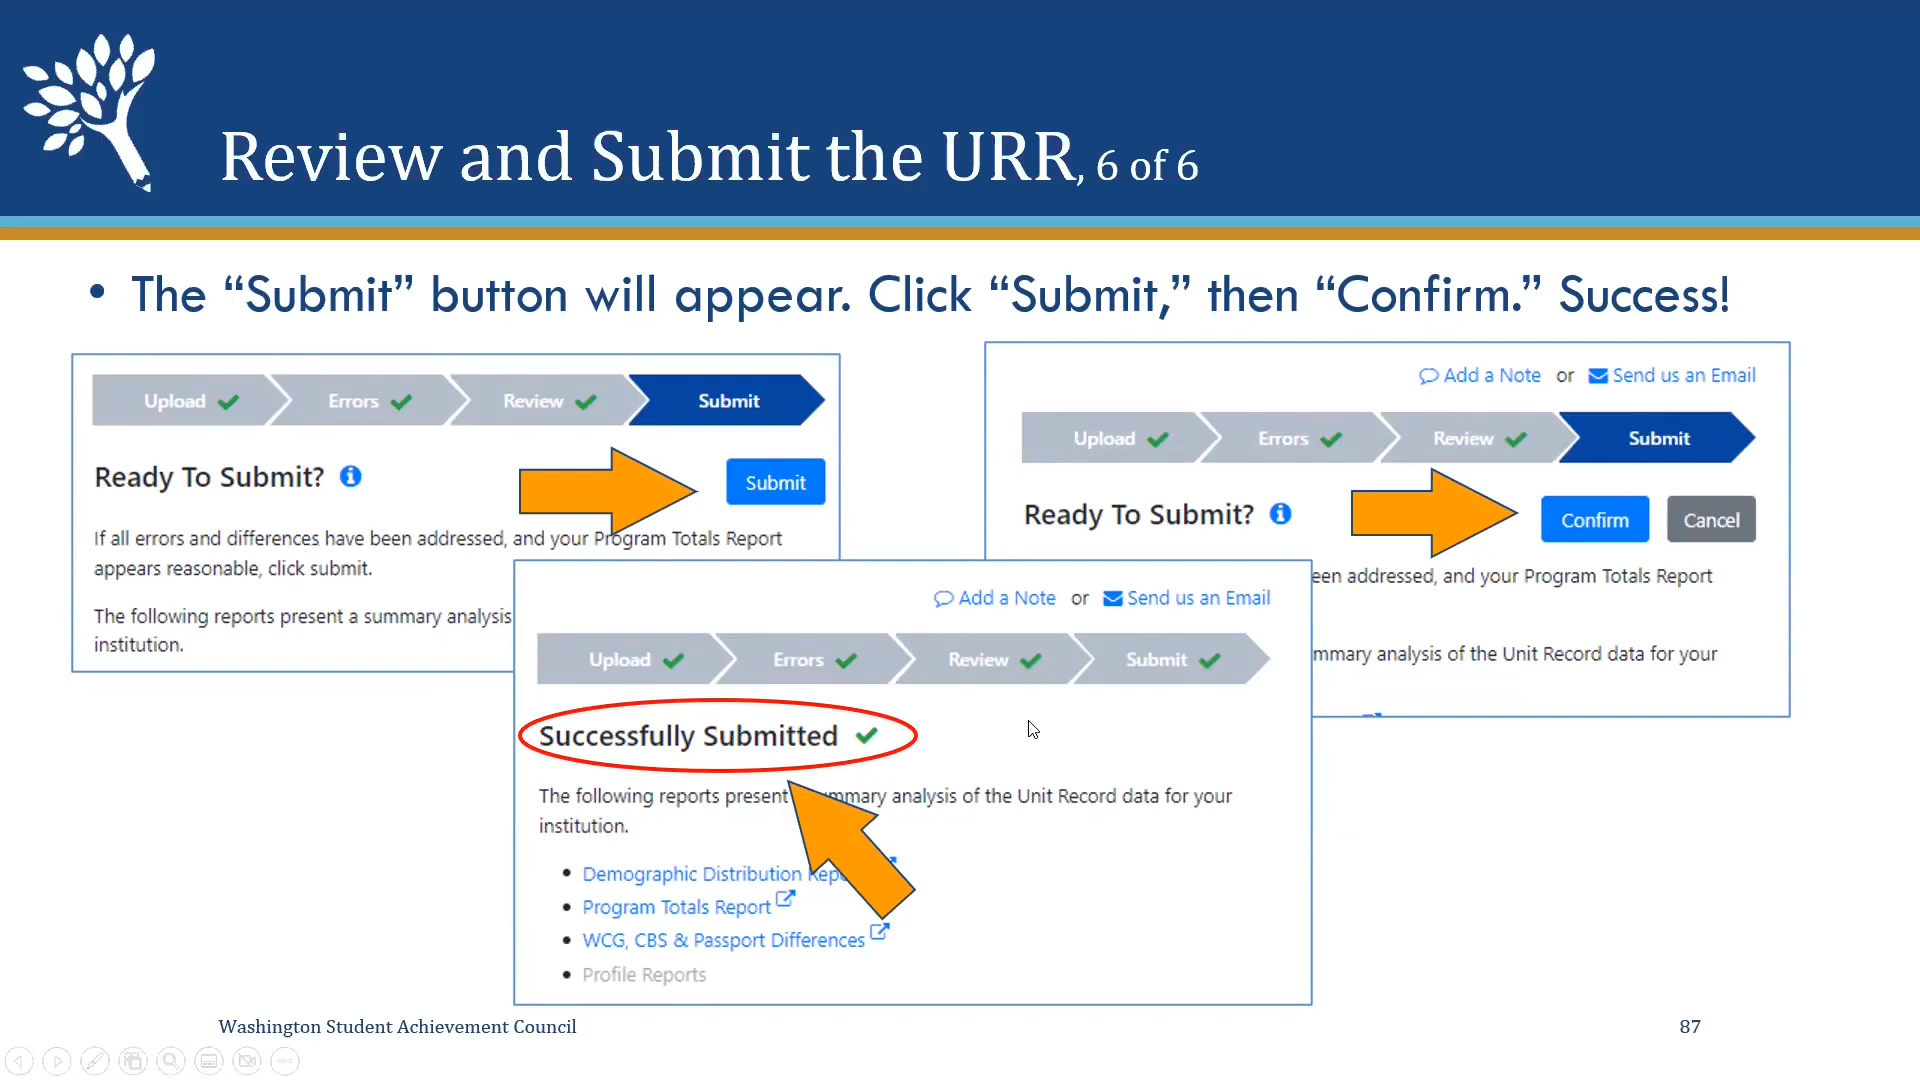 Review and Submit the URR, 6 of 6
• The “Submit” button will appear. Click “Submit,” then “Confirm.” Success!
Upload Errors Review Submit
Ready To Submit?
Submit
If all errors and differences have been addressed, and your Program Totals Report
appears reasonable, click submit.
The following reports present a summary analysis
institution.
Add a Note or Send us an Email
Upload Errors Review Submit
Ready To Submit?
Confirm Cancel
een addressed, and your Program Totals Report
mmary analysis of the Unit Record data for your
Add a Note or Send us an Email
Upload Errors Review Submit
Successfully Submitted
The following reports present summary analysis of the Unit Record data for your
institution.
• Demographic Distribution Repo
• Program Totals Report
• WCG, CBS & Passport Differences
• Profile Reports
Washington Student Achievement Council
87